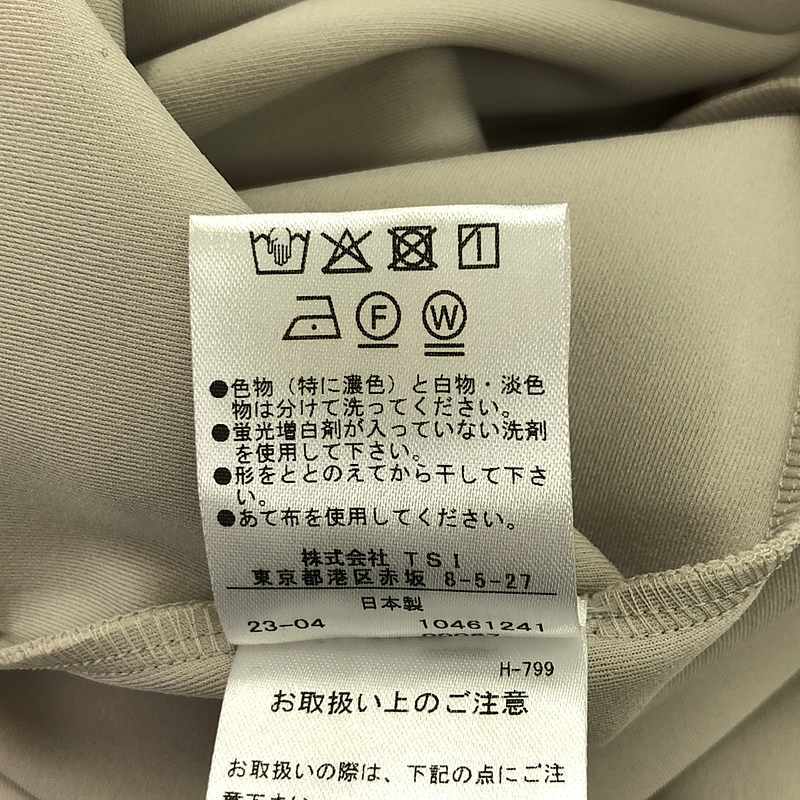 F W
●色物（特に濃色）と白物・淡色
物は分けて洗ってください。
●蛍光増白剤が入っていない洗剤
を使用して下さい。
●形をととのえてから干して下さ
い。
●あて布を使用してください。
株式会社 TSI
東京都港区赤坂 8-5-27
日本製
23-04 10461241
H-799
お取扱い上のご注意
お取扱いの際は、下記の点にご注
意下さい